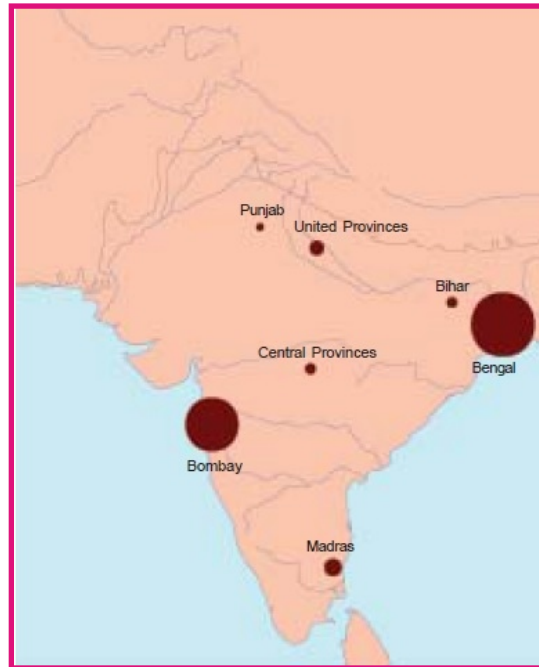 Punjab
United Provinces
Bihar
Bengal
Central Provinces
Bombay
Madras